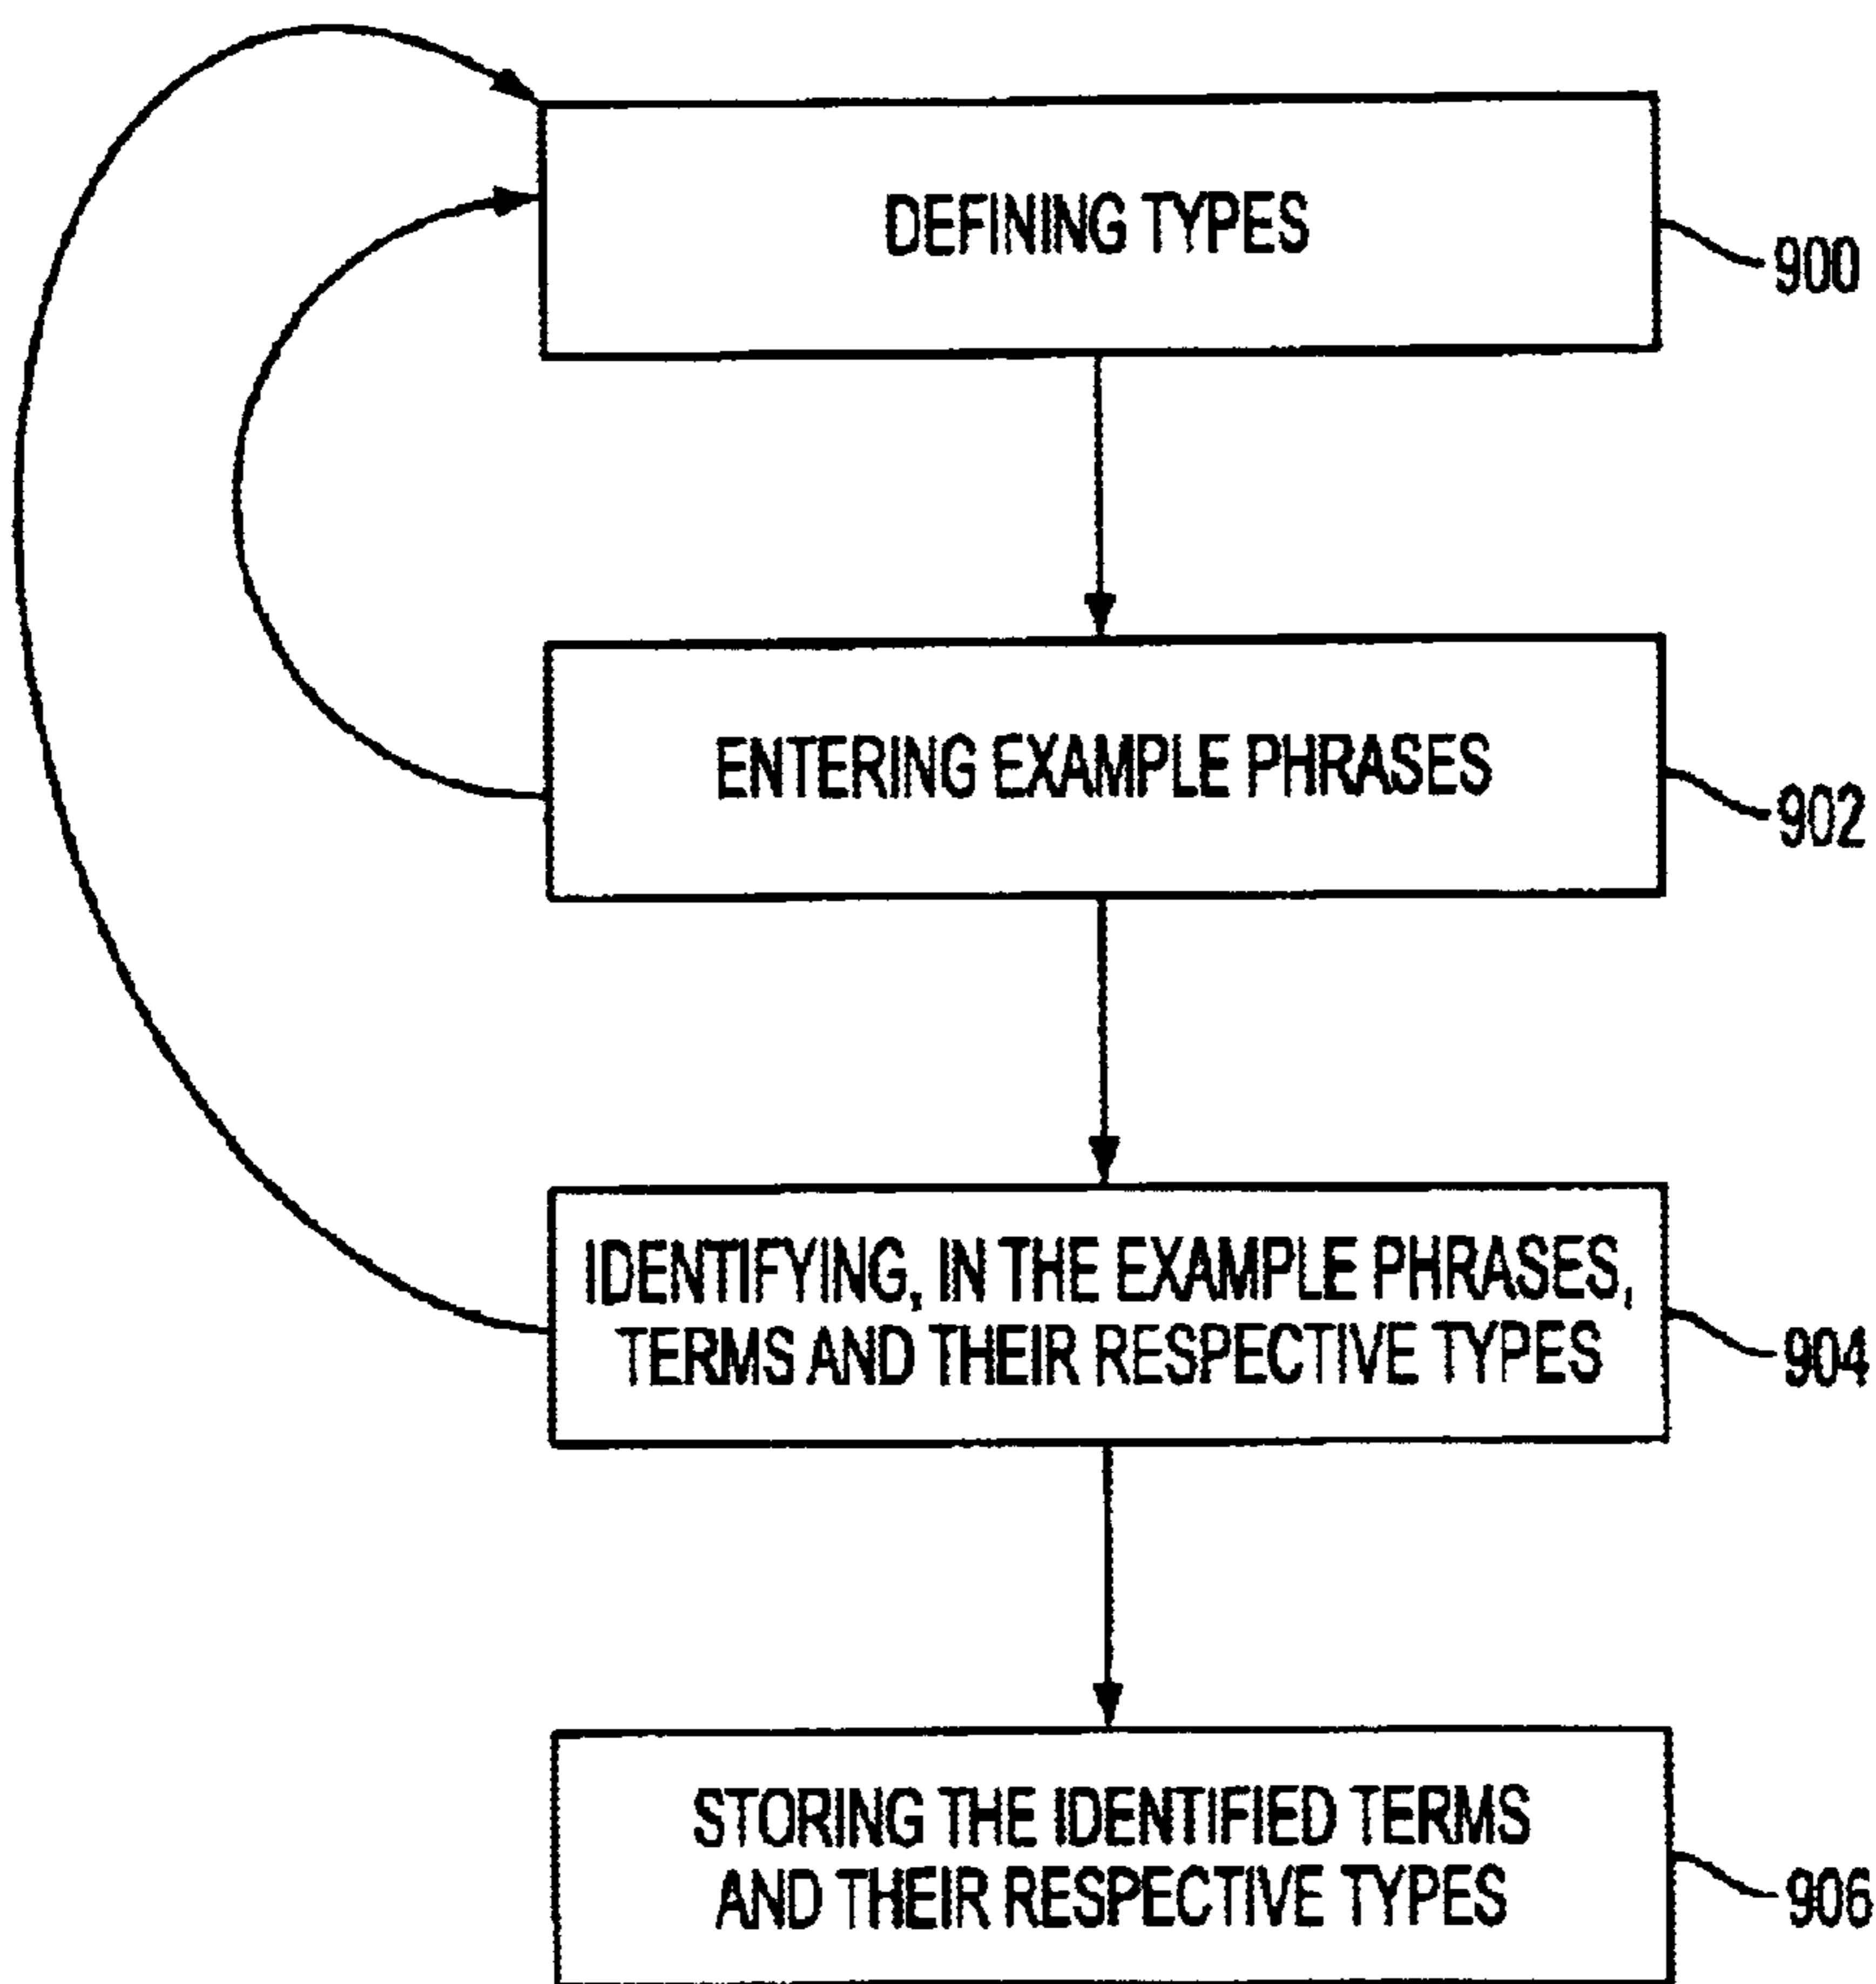 DEFINING TYPES
900
ENTERING EXAMPLE PHRASES
902
IDENTIFYING, IN THE EXAMPLE PHRASES,
TERMS AND THEIR RESPECTIVE TYPES
904
STORING THE IDENTIFIED TERMS
AND THEIR RESPECTIVE TYPES
906